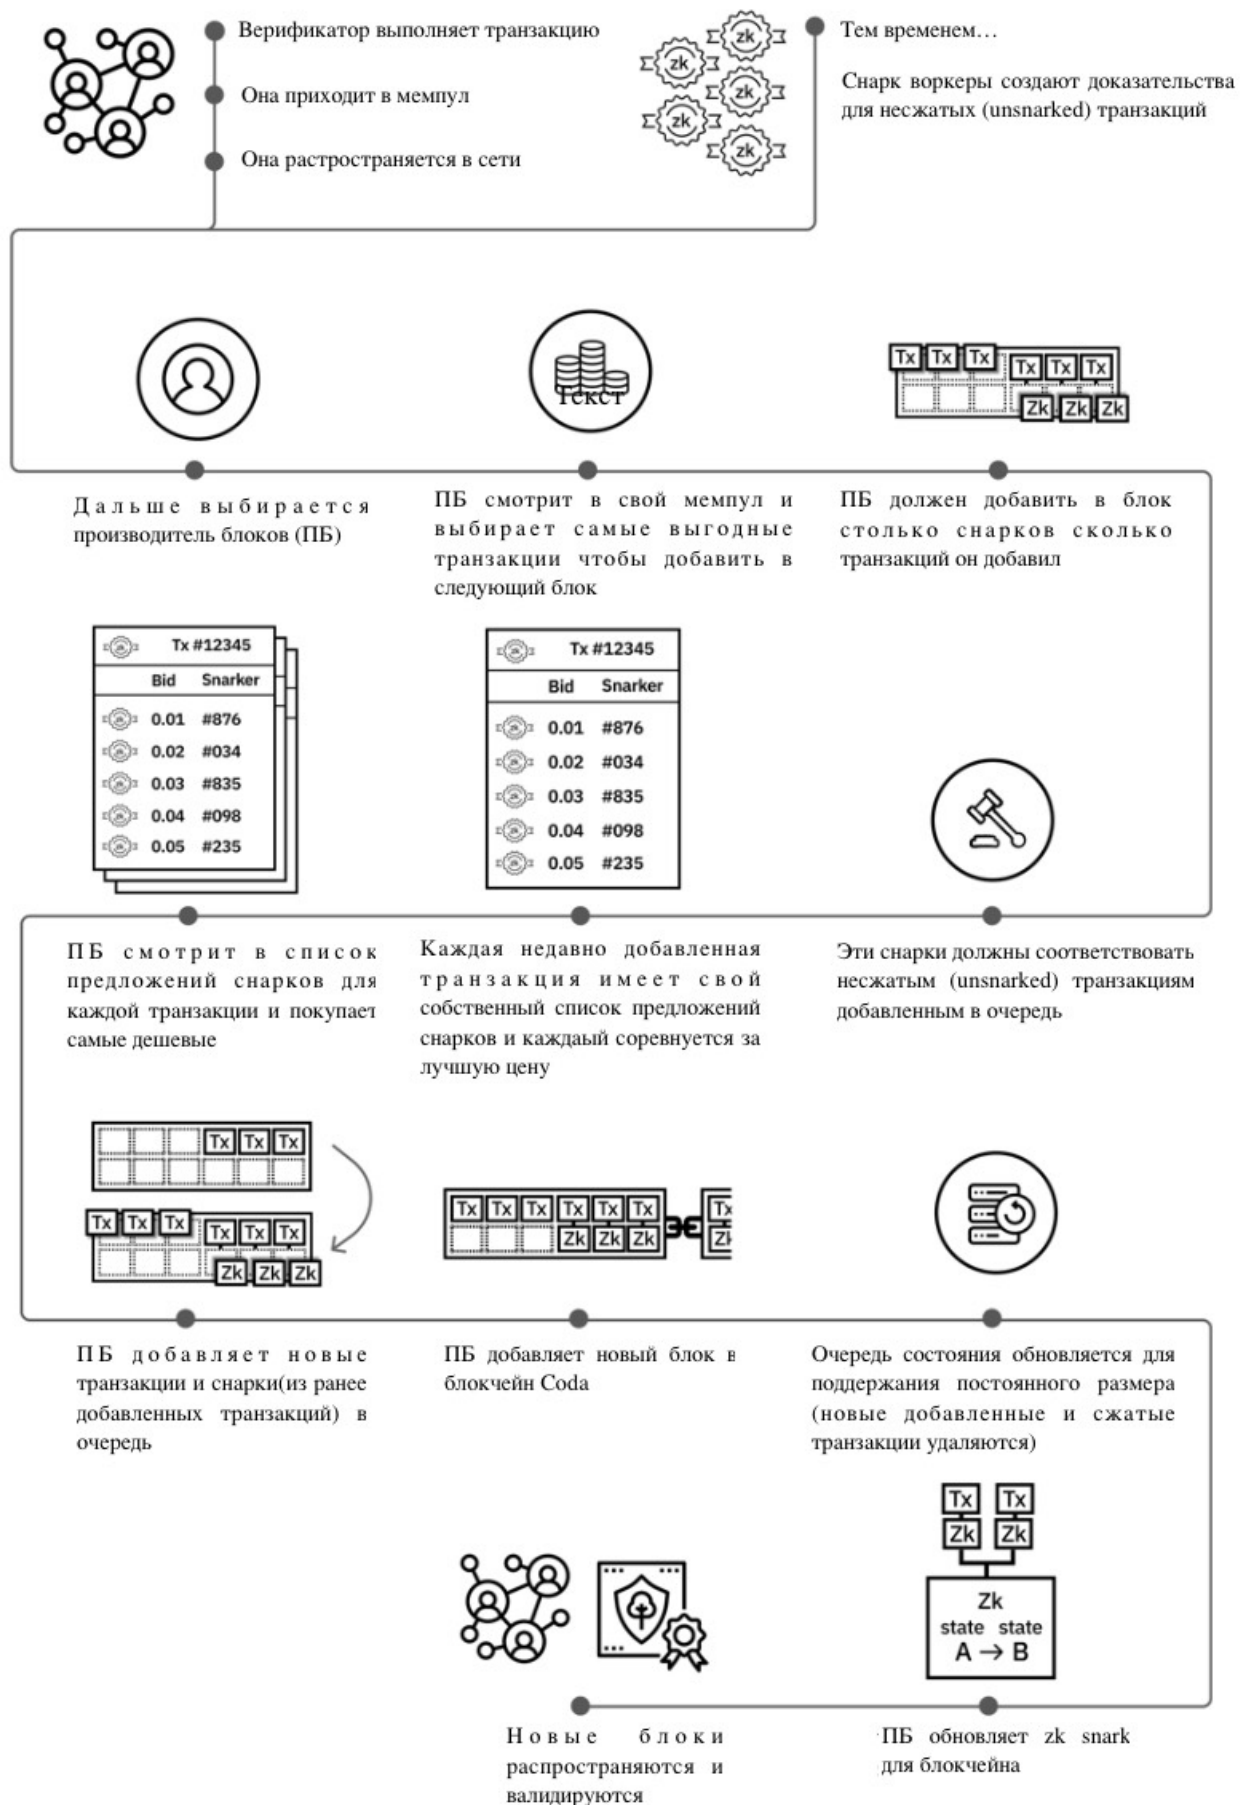 Верификатор выполняет транзакцию
Она приходит в мемпул
Она растространяется в сети
zk
zk
zk
zk
zk
Тем временем…
Снарк воркеры создают доказательства
для несжатых (unsnarked) транзакций
Текст
Tx Tx Tx Tx Tx Tx
Zk Zk Zk
Дальше выбирается
производитель блоков (ПБ)
ПБ смотрит в свой мемпул и
выбирает самые выгодные
транзакции чтобы добавить в
следующий блок
ПБ должен добавить в блок
столько снарков сколько
транзакций он добавил
Tx #12345
Bid Snarker
0.01 #876
0.02 #034
0.03 #835
0.04 #098
0.05 #235
Tx #12345
Bid Snarker
0.01 #876
0.02 #034
0.03 #835
0.04 #098
0.05 #235
ПБ смотрит в список
предложений снарков для
каждой транзакции и покупает
самые дешевые
Каждая недавно добавленная
транзакция имеет свой
собственный список предложений
снарков и каждаый соревнуется за
лучшую цену
Эти снарки должны соответствовать
несжатым (unsnarked) транзакциям
добавленным в очередь
Tx Tx Tx
Tx Tx Tx Tx Tx Tx
Zk Zk Zk
Tx Tx Tx Tx Tx Tx Tx
Zk Zk Zk Zk
ПБ добавляет новые
транзакции и снарки(из ранее
добавленных транзакций) в
очередь
ПБ добавляет новый блок в
блокчейн Coda
Очередь состояния обновляется для
поддержания постоянного размера
(новые добавленные и сжатые
транзакции удаляются)
Tx Tx
Zk Zk
Zk
state state
A → B
Новые блоки
распространяются и
валидируются
ПБ обновляет zk snark
для блокчейна